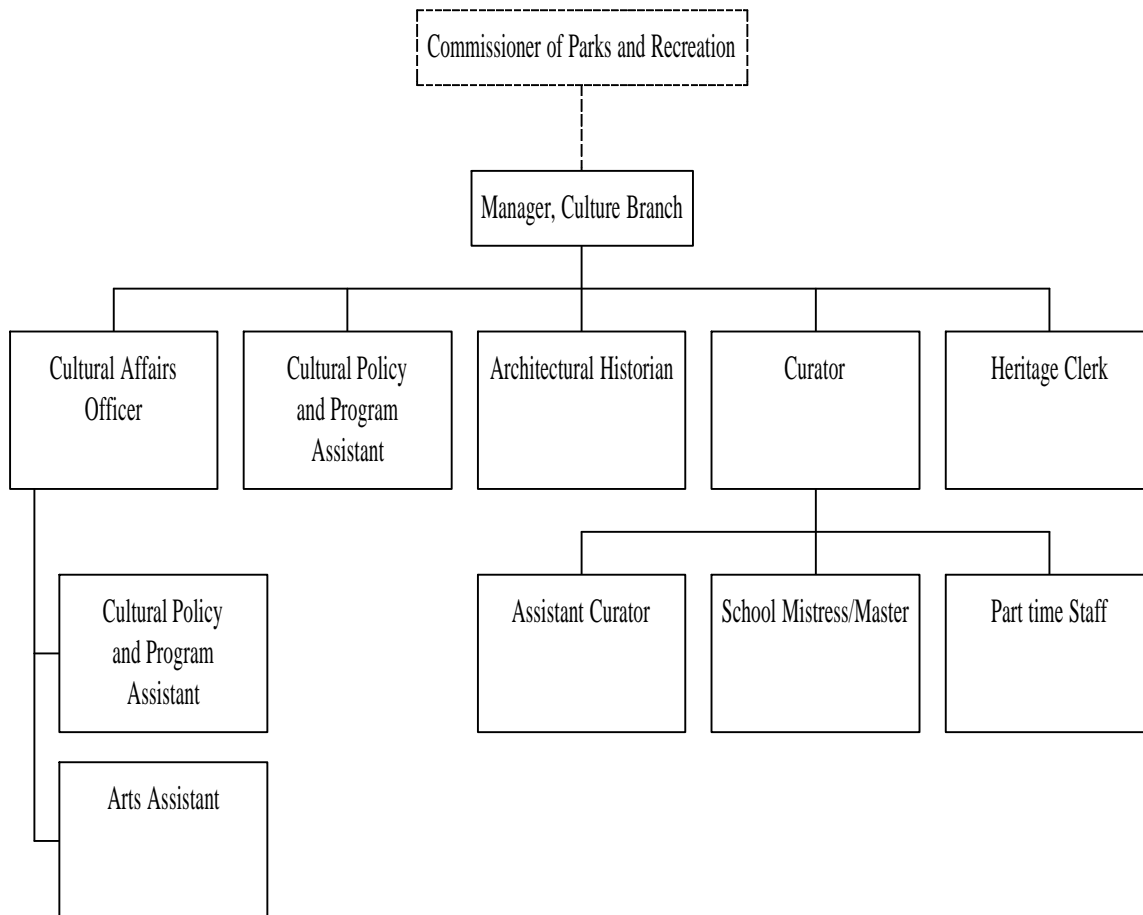 Commissioner of Parks and Recreation
Manager, Culture Branch
Cultural Affairs
Officer
Cultural Policy
and Program
Assistant
Architectural Historian
Curator
Heritage Clerk
Cultural Policy
and Program
Assistant
Arts Assistant
Assistant Curator
School Mistress/Master
Part time Staff